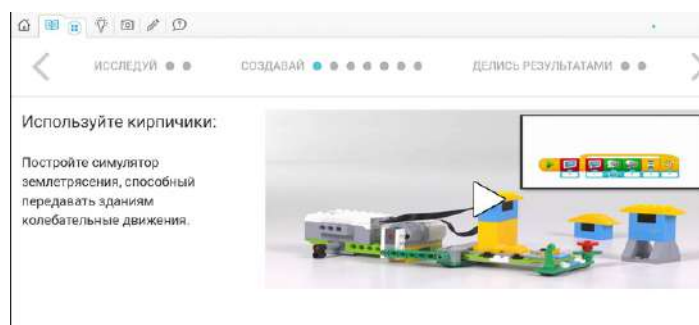 ИССЛЕДУЙ
СОЗДАВАЙ
ДЕЛИСЬ РЕЗУЛЬТАТАМИ
Используйте кирпичики:
Постройте симулятор
землетрясения, способный
передавать зданиям
колебательные движения.